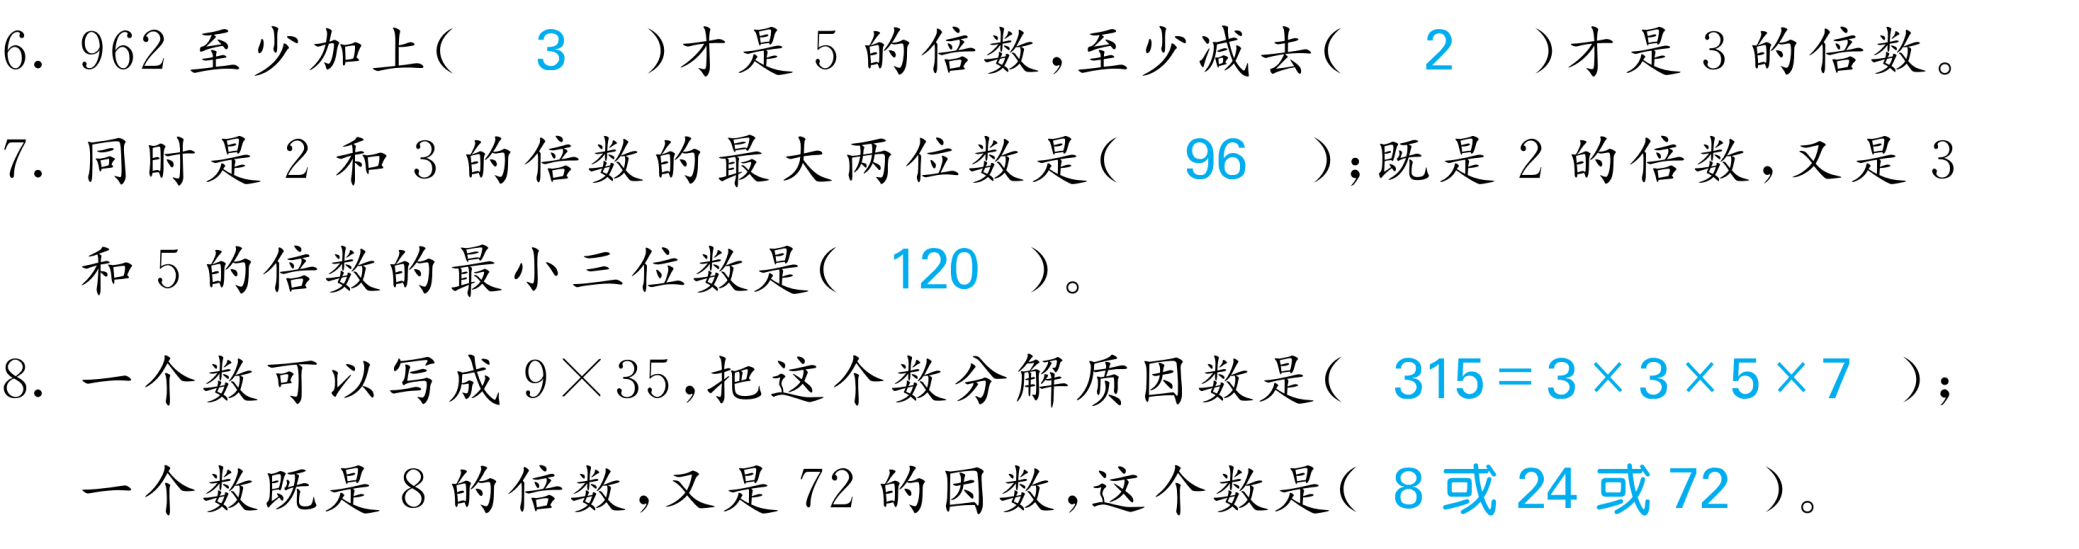 6. 962 至少加上( 3 )才是 5 的倍数,至少减去( 2 )才是 3 的倍数。
7. 同时是 2 和 3 的倍数的最大两位数是( 96 );既是 2 的倍数,又是 3
和 5 的倍数的最小三位数是( 120 )。
8. 一个数可以写成 9×35,把这个数分解质因数是( 315=3×3×5×7 );
一个数既是 8 的倍数,又是 72 的因数,这个数是( 8 或 24 或 72 )。